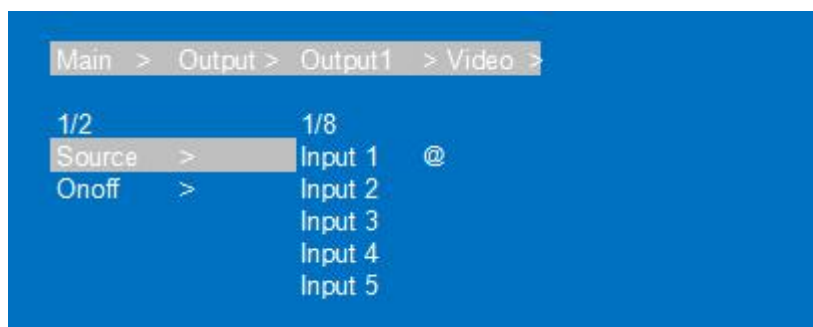 Main > Output > Output1 > Video >
1/2 1/8
Source > Input 1 @
Onoff > Input 2
Input 3
Input 4
Input 5